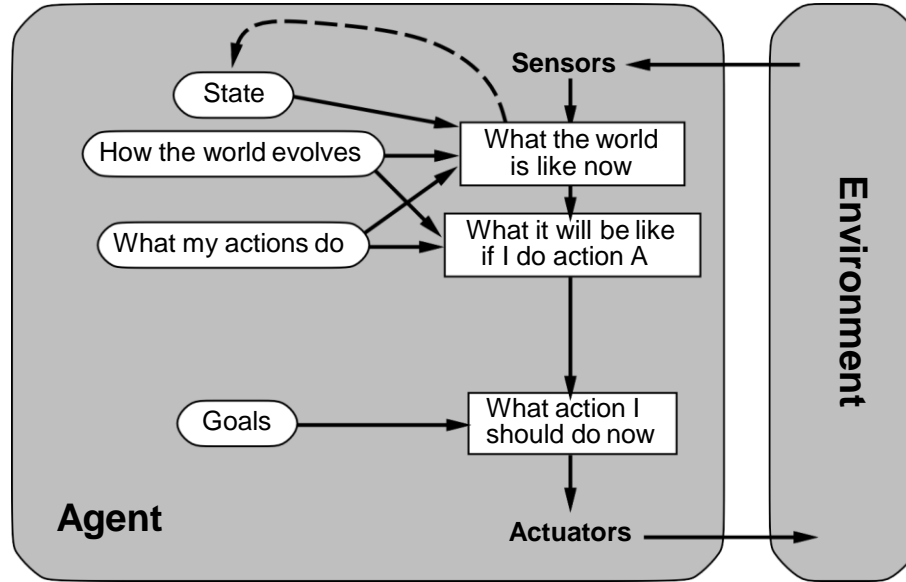 Sensors
State
What the world
is like now
How the world evolves
What my actions do
What it will be like
if I do action A
Goals
What action I
should do now
Agent
Actuators
Environment